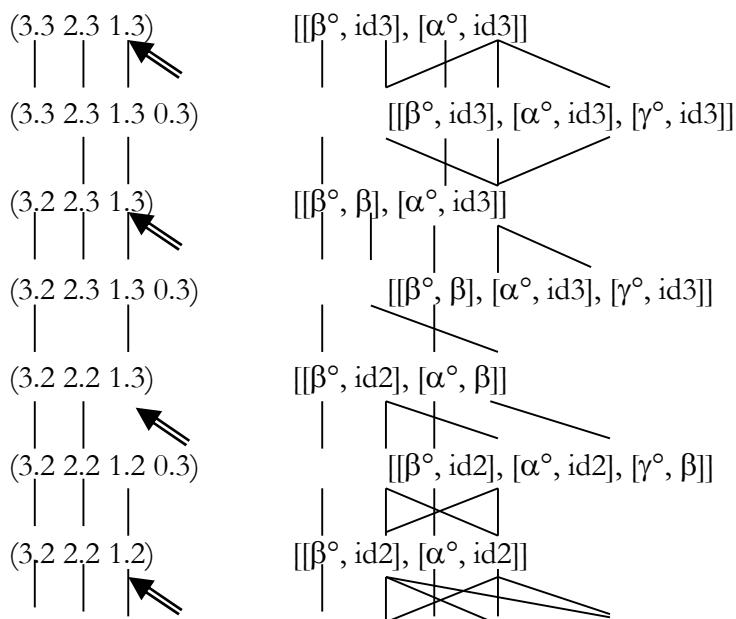 (3.3 2.3 1.3) [[β°, id3], [α°, id3]]
(3.3 2.3 1.3 0.3) [[β°, id3], [α°, id3], [γ°, id3]]
(3.2 2.3 1.3) [[β°, β], [α°, id3]]
(3.2 2.3 1.3 0.3) [[β°, β], [α°, id3], [γ°, id3]]
(3.2 2.2 1.3) [[β°, id2], [α°, β]]
(3.2 2.2 1.2 0.3) [[β°, id2], [α°, id2], [γ°, β]]
(3.2 2.2 1.2) [[β°, id2], [α°, id2]]